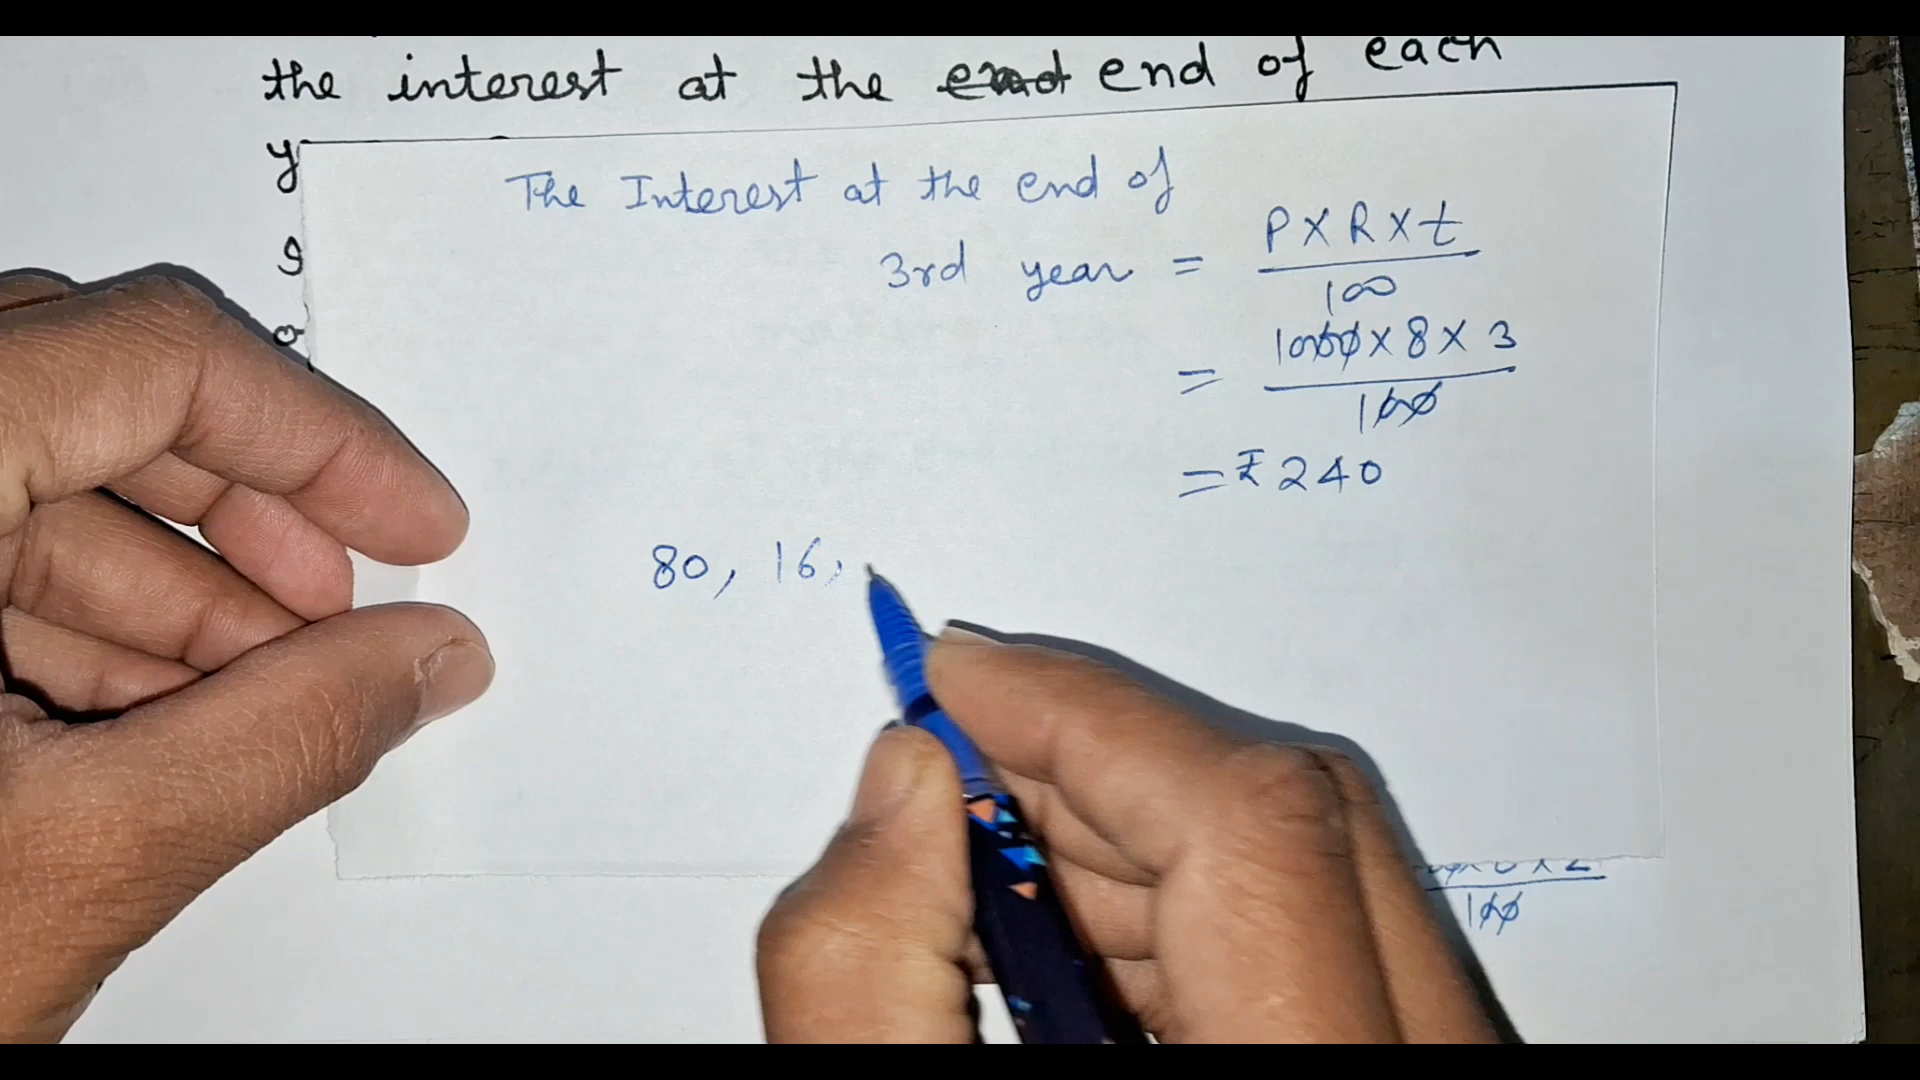 the interest at the end end of each
y
The Interest at the end of
3rd year = P X R X t
100
= 1000 X 8 X 3
100
= ₹ 240
80, 16,
100